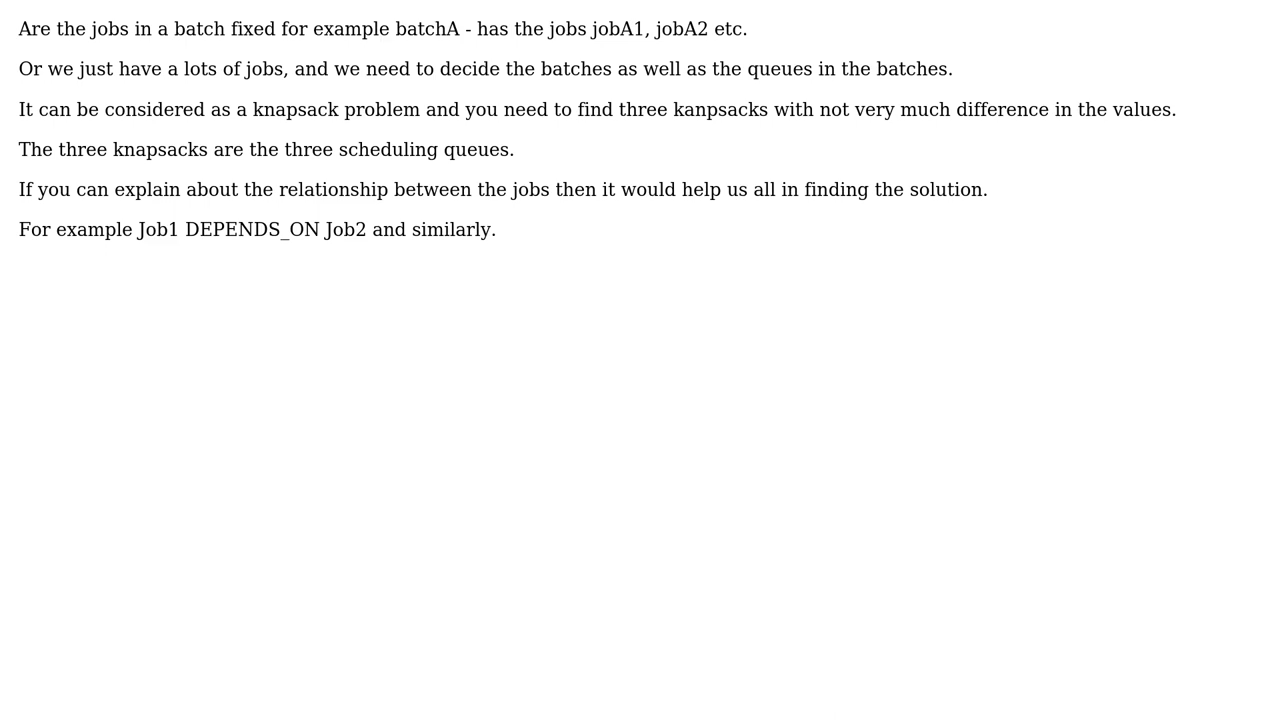 Are the jobs in a batch fixed for example batchA - has the jobs jobA1, jobA2 etc.
Or we just have a lots of jobs, and we need to decide the batches as well as the queues in the batches.
It can be considered as a knapsack problem and you need to find three kanpsacks with not very much difference in the values.
The three knapsacks are the three scheduling queues.
If you can explain about the relationship between the jobs then it would help us all in finding the solution.
For example Job1 DEPENDS_ON Job2 and similarly.